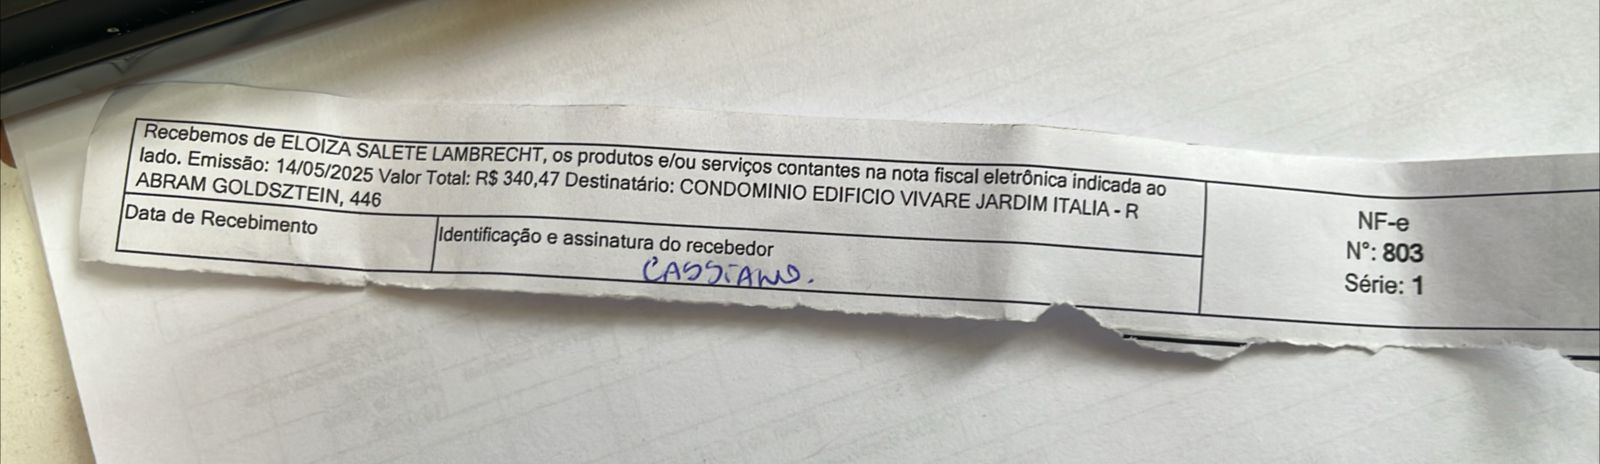 Recebemos de ELOIZA SALETE LAMBRECHT, os produtos e/ou serviços contantes na nota fiscal eletrônica indicada ao
lado. Emissão: 14/05/2025 Valor Total: R$ 340,47 Destinatário: CONDOMINIO EDIFICIO VIVARE JARDIM ITALIA - R
ABRAM GOLDSZTEIN, 446
Data de Recebimento
Identificação e assinatura do recebedor
CASSIANO.
NF-e
N°: 803
Série: 1